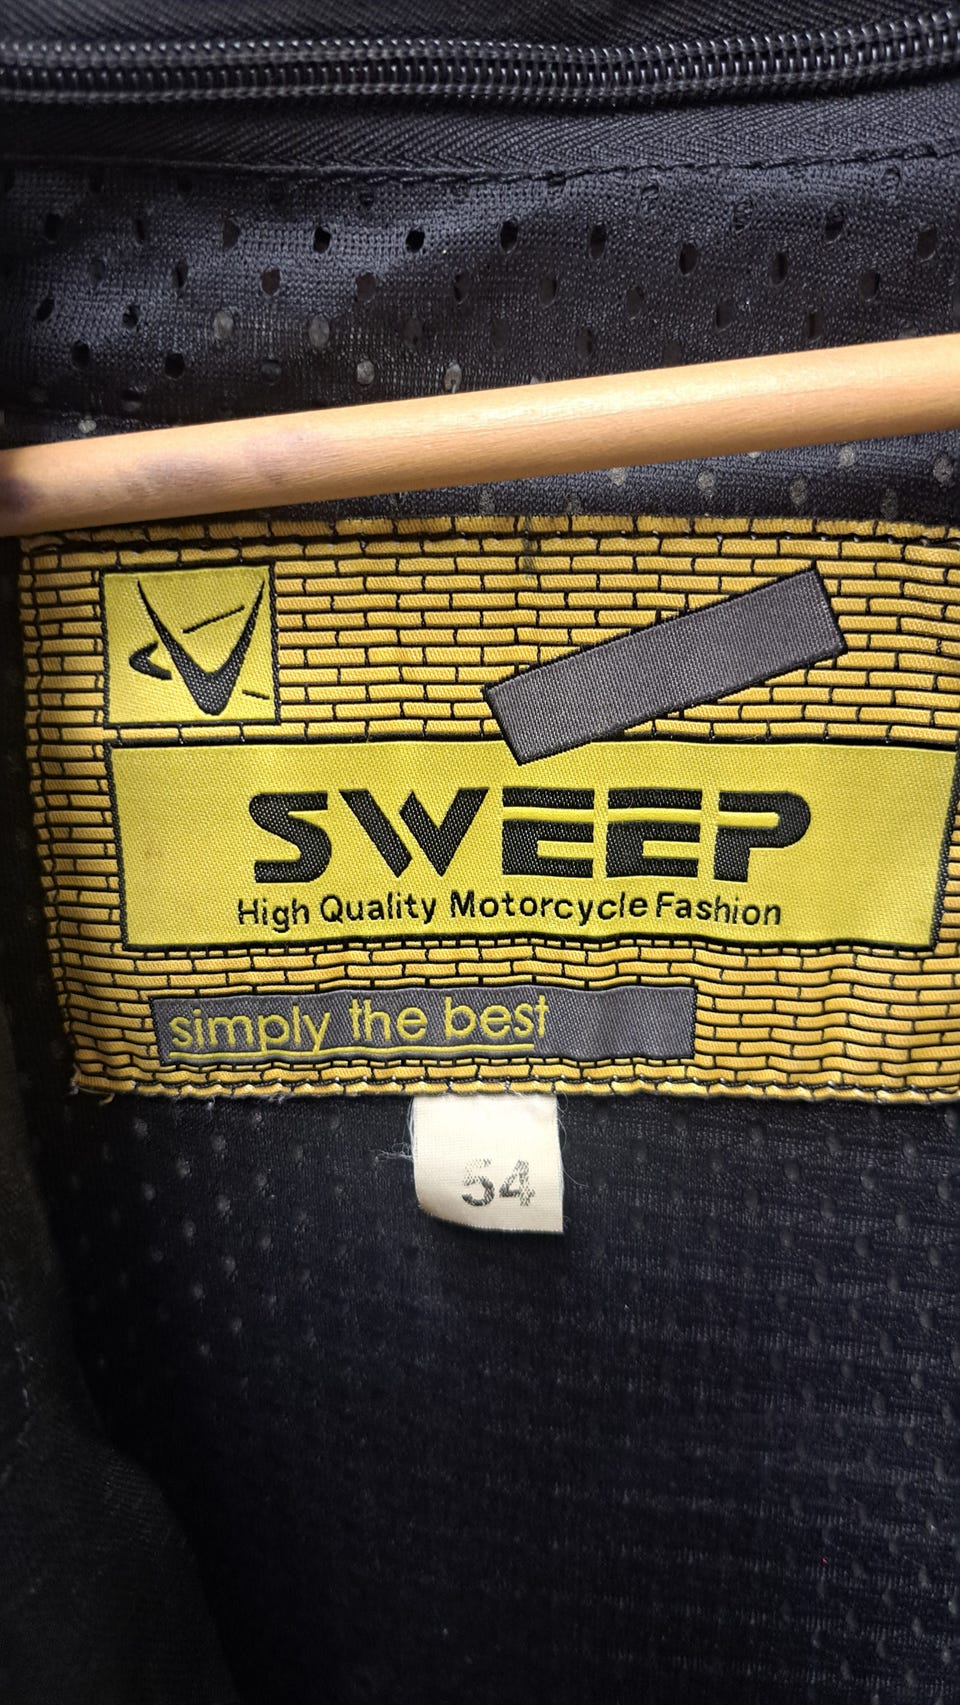 SWEEP
High Quality Motorcycle Fashion
simply the best
54